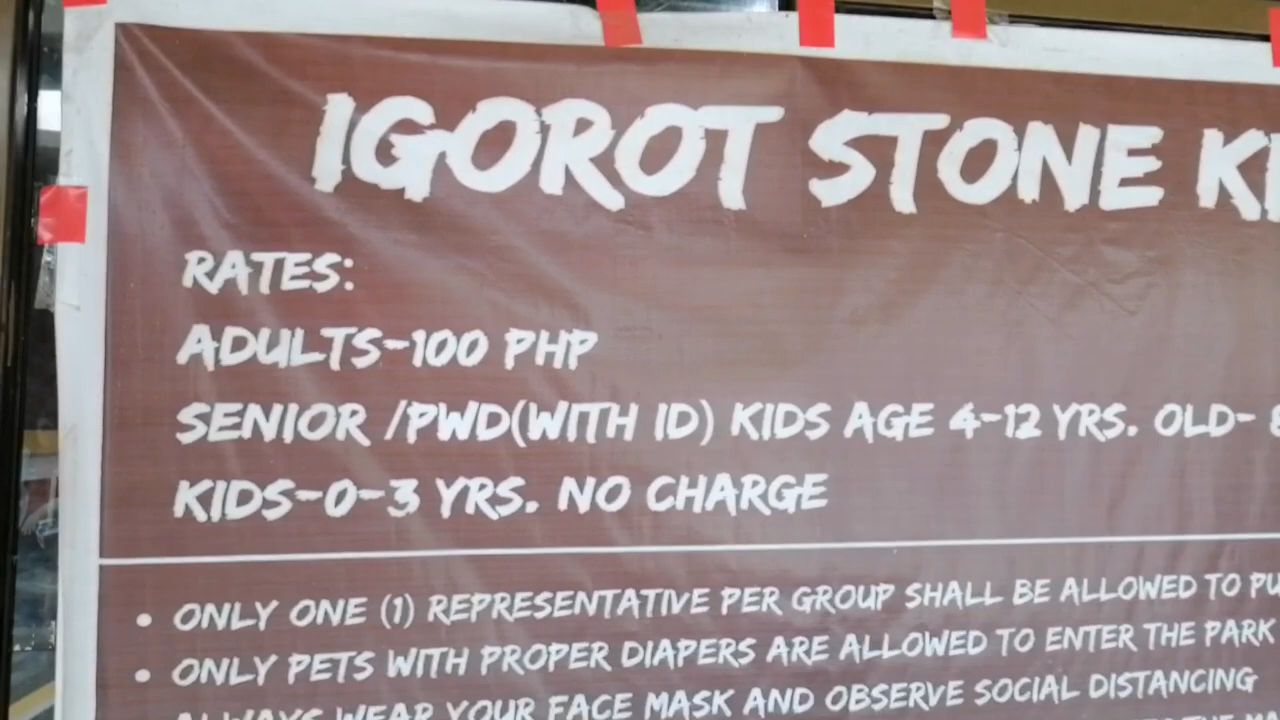 IGOROT STONE
RATES:
ADULTS-100 PHP
SENIOR /PWD(WITH ID) KIDS AGE 4-12 YRS. OLD-
KIDS-0-3 YRS. NO CHARGE
• ONLY ONE (1) REPRESENTATIVE PER GROUP SHALL BE ALLOWED TO
• ONLY PETS WITH PROPER DIAPERS ARE ALLOWED TO ENTER THE PARK
ALWAYS WEAR YOUR FACE MASK AND OBSERVE SOCIAL DISTANCING